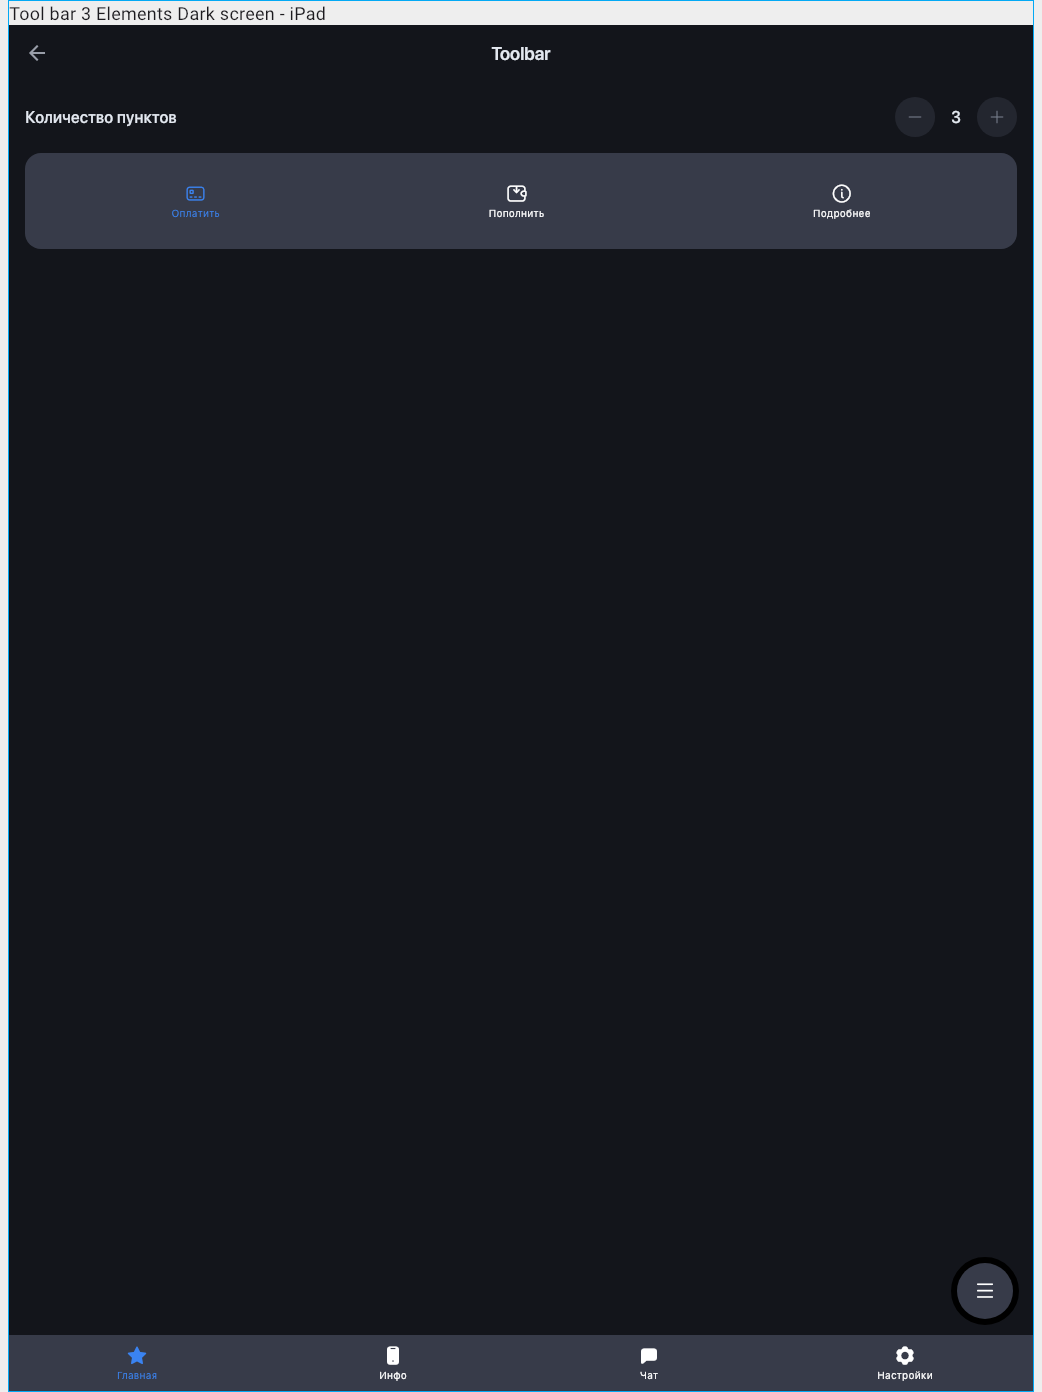 Tool bar 3 Elements Dark screen - iPad
Toolbar
Количество пунктов
3
Оплатить
Пополнить
Подробнее
Главная
Инфо
Чат
Настройки